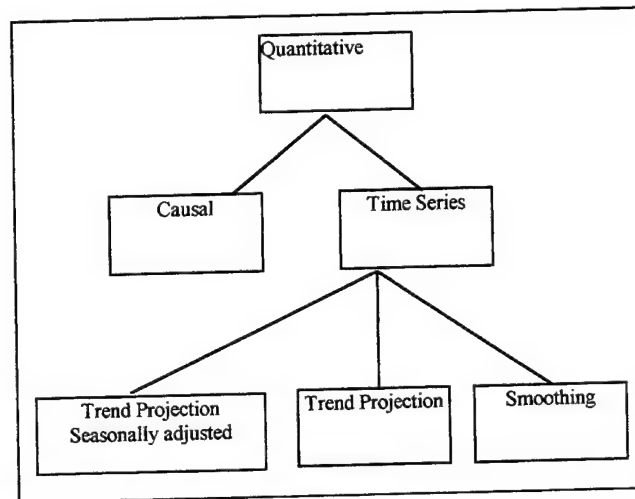 Quantitative
Causal
Time Series
Trend Projection
Seasonally adjusted
Trend Projection
Smoothing